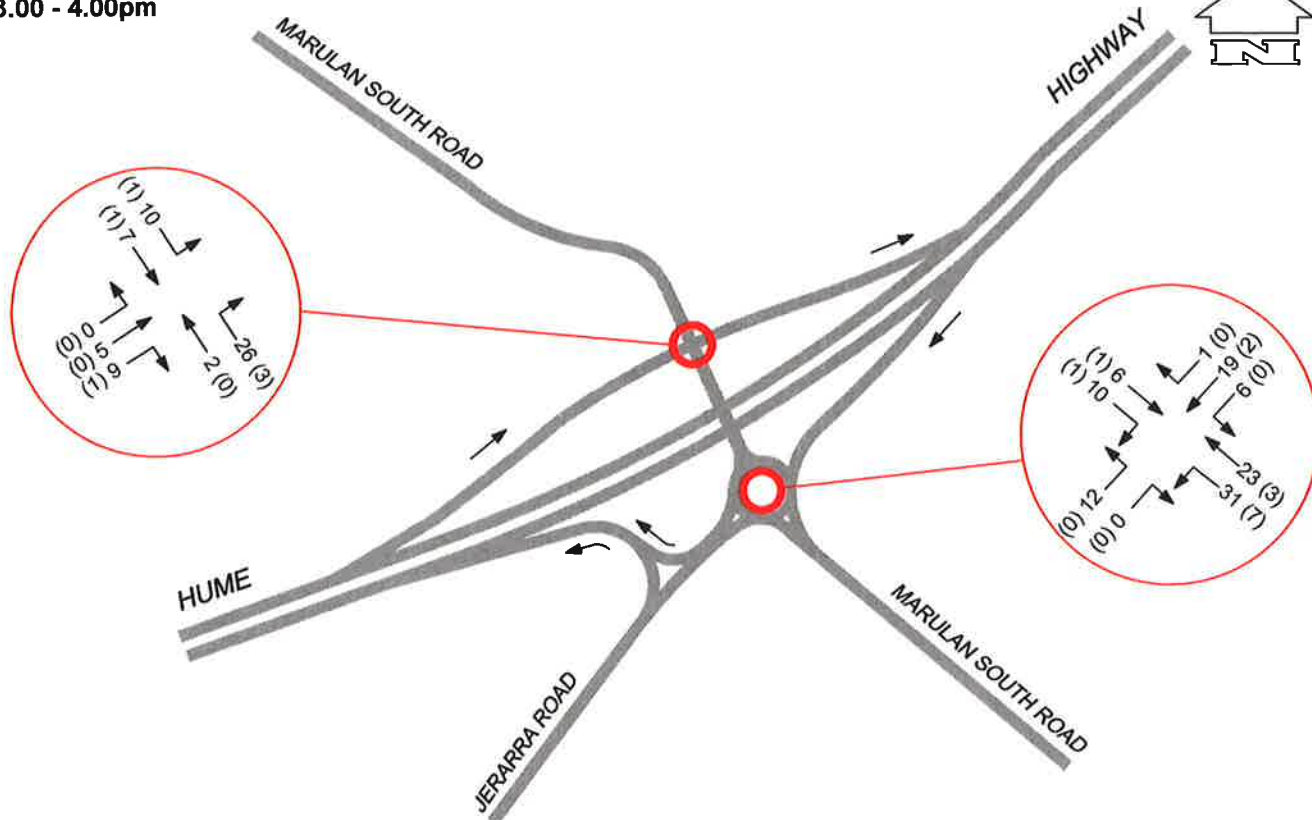 3.00 - 4.00pm
N
MARULAN SOUTH ROAD
HIGHWAY
(1) 10
(1) 7
(0) 0
(0) 5
(1) 9
2 (0)
26 (3)
(1) 6
(1) 10
1 (0)
19 (2)
6 (0)
(0) 12
(0) 0
23 (3)
31 (7)
HUME
JERARRA ROAD
MARULAN SOUTH ROAD